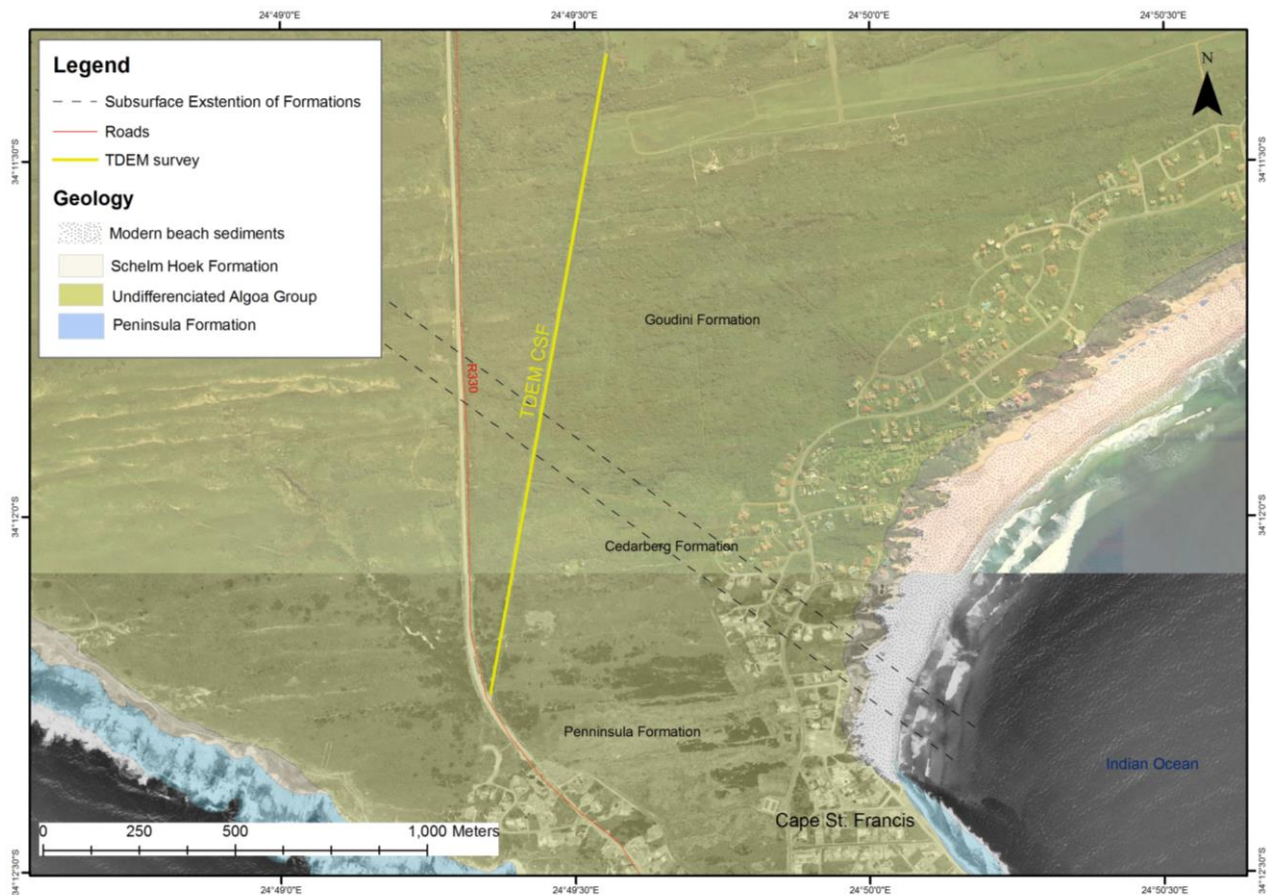 24°49'0"E 24°49'30"E 24°50'0"E 24°50'30"E
Legend
Subsurface Exstention of Formations
Roads
TDEM survey
Geology
Modern beach sediments
Schelm Hoek Formation
Undifferenciated Algoa Group
Peninsula Formation
N
34°11'30"S
34°11'30"S
Goudini Formation
R330
TDEM CSF
34°12'0"S
34°12'0"S
Cedarberg Formation
Penninsula Formation
Indian Ocean
Cape St. Francis
0 250 500 1,000 Meters
34°12'30"S
34°12'30"S
24°49'0"E 24°49'30"E 24°50'0"E 24°50'30"E